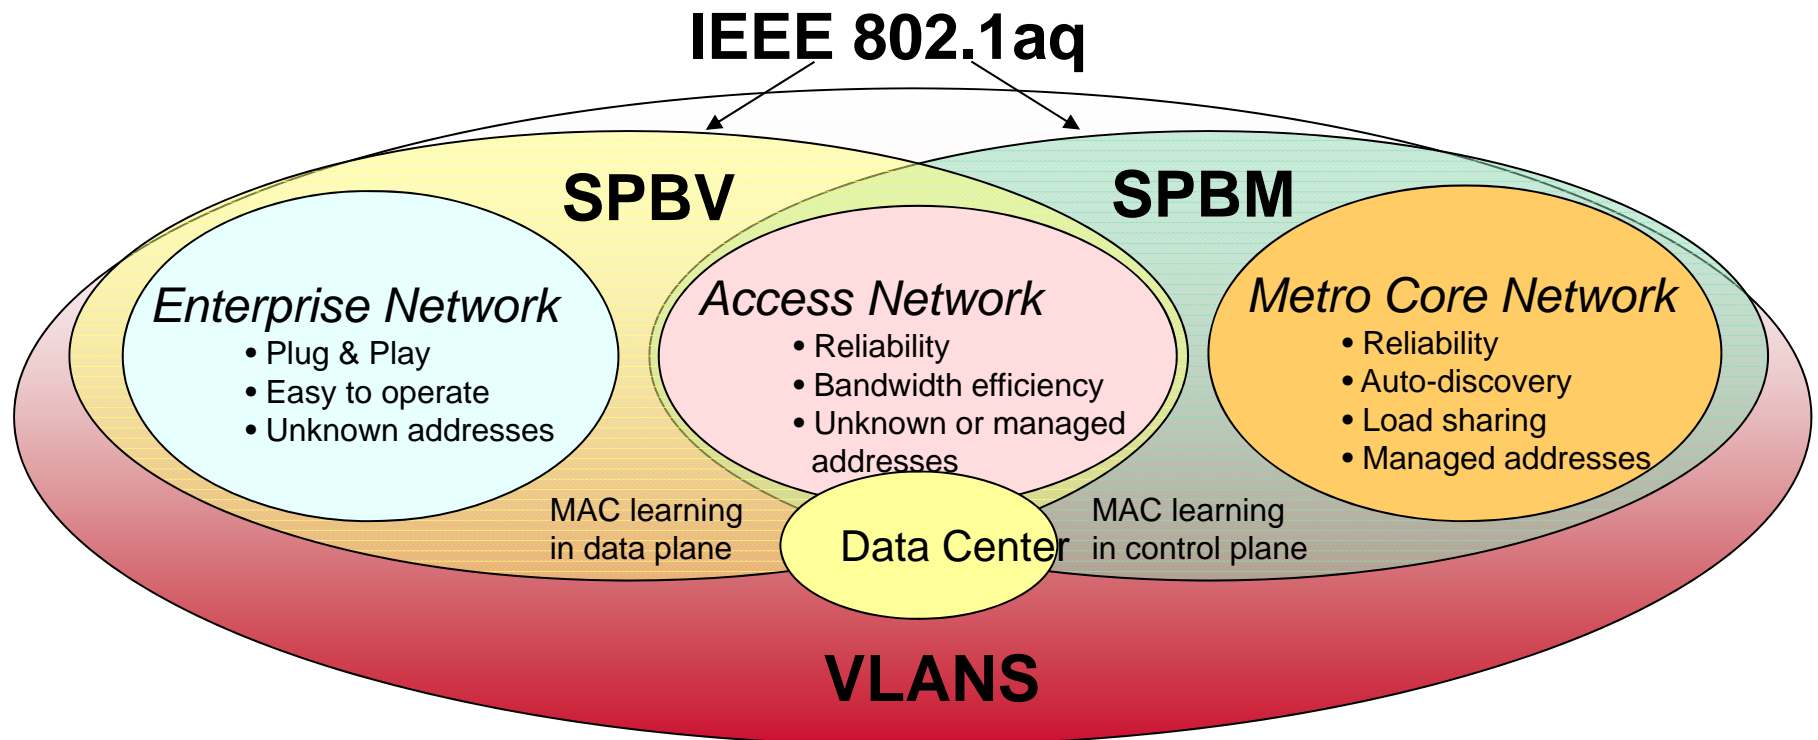 IEEE 802.1aq
SPBV
SPBM
Enterprise Network
• Plug & Play
• Easy to operate
• Unknown addresses
Access Network
• Reliability
• Bandwidth efficiency
• Unknown or managed
addresses
Metro Core Network
• Reliability
• Auto-discovery
• Load sharing
• Managed addresses
MAC learning
in data plane
Data Center
MAC learning
in control plane
VLANS